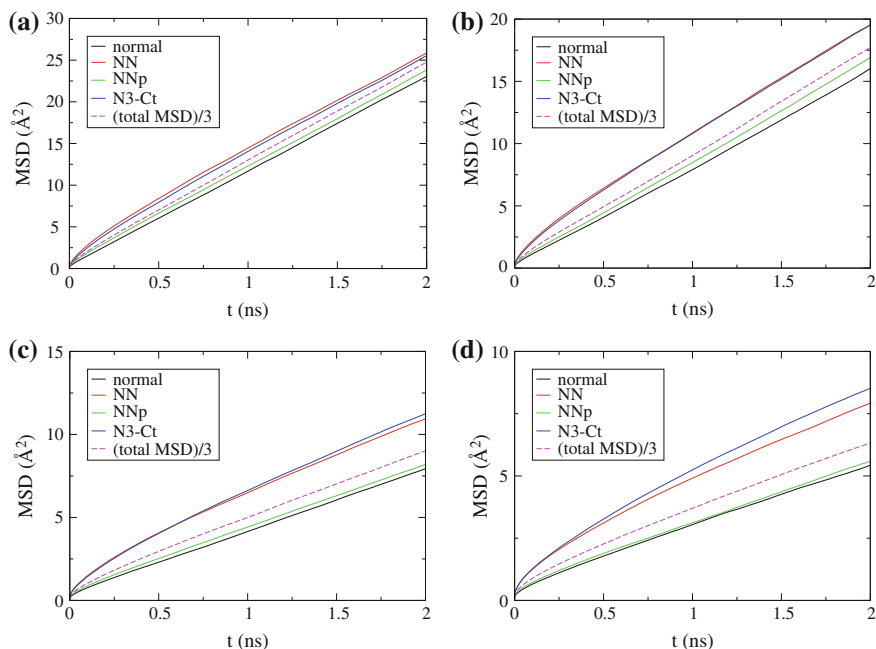 (a)
30
25
20
15
10
5
0
MSD (Å²)
normal
NN
NNp
N3-Ct
(total MSD)/3
0
0.5
1
1.5
2
t (ns)
(b)
20
15
10
5
0
MSD (Å²)
normal
NN
NNp
N3-Ct
(total MSD)/3
0
0.5
1
1.5
2
t (ns)
(c)
15
10
5
0
MSD (Å²)
normal
NN
NNp
N3-Ct
(total MSD)/3
0
0.5
1
1.5
2
t (ns)
(d)
10
5
0
MSD (Å²)
normal
NN
NNp
N3-Ct
(total MSD)/3
0
0.5
1
1.5
2
t (ns)